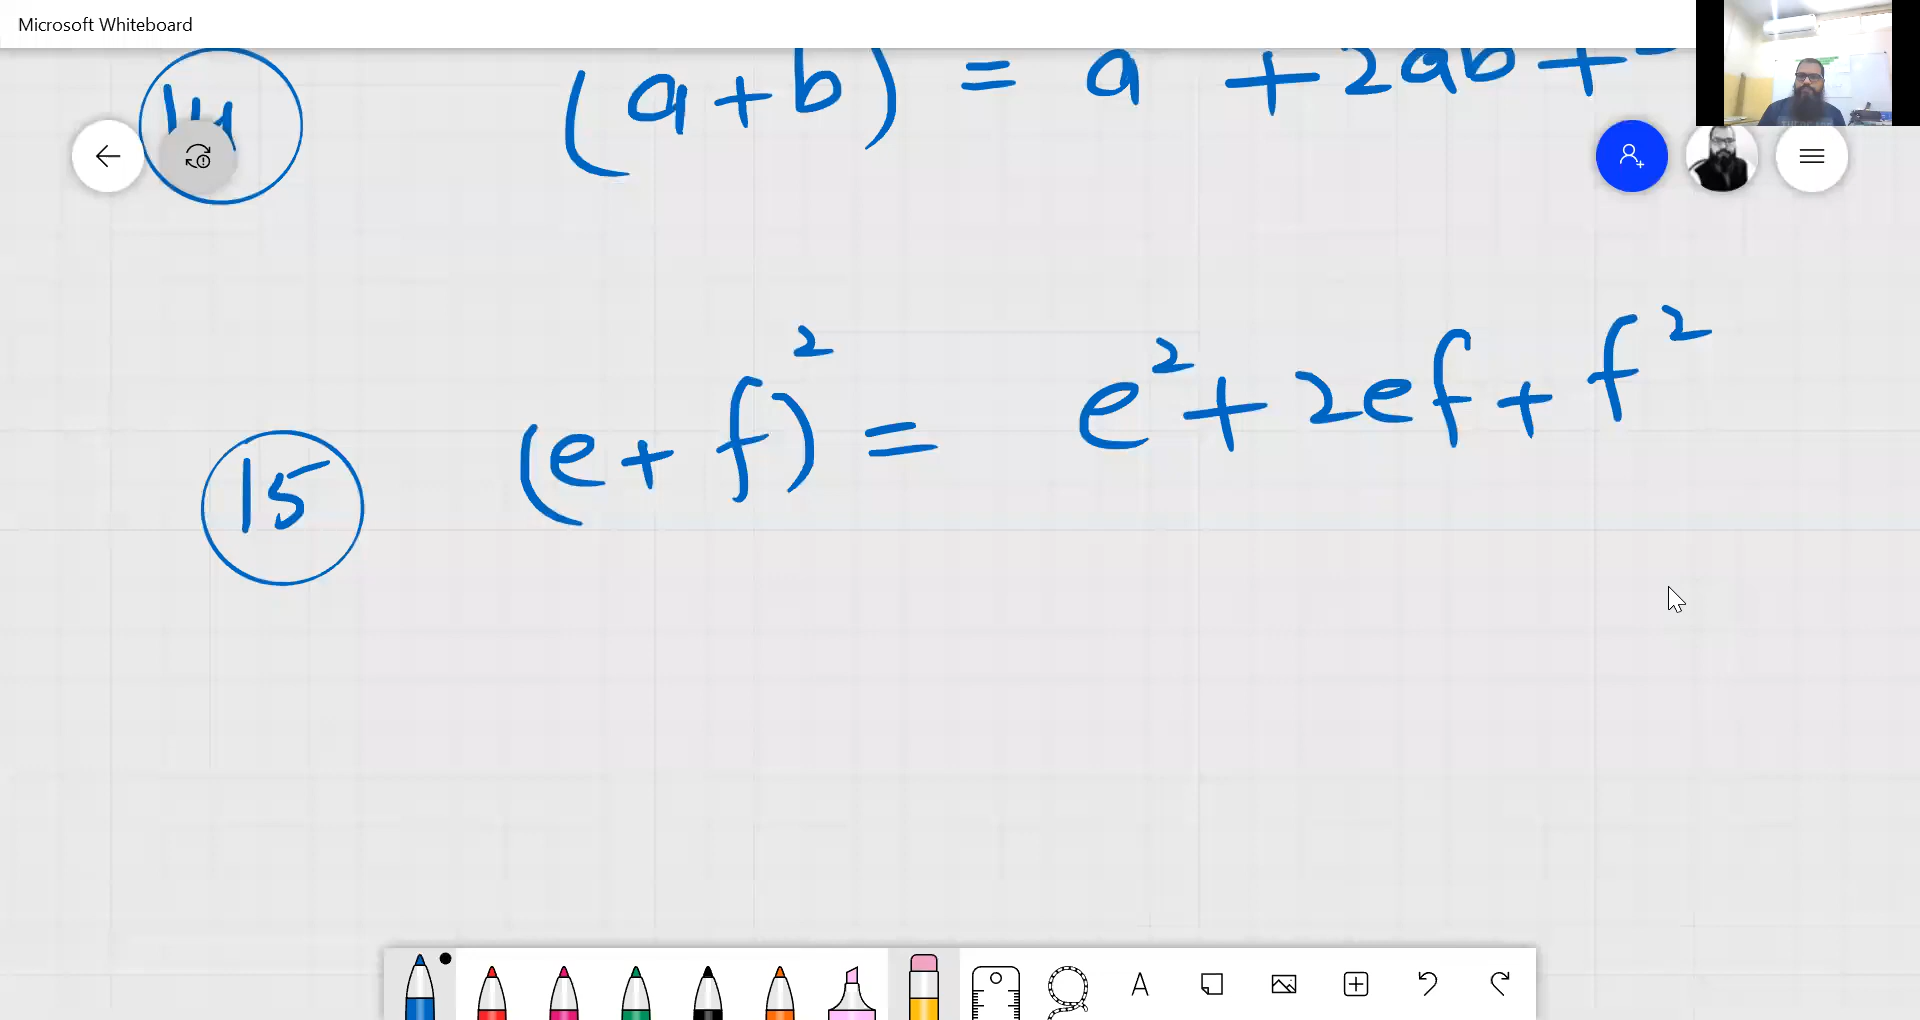 Microsoft Whiteboard
14 (a+b) = a + 2ab +
15 (e+f)² = e² + 2ef + f²